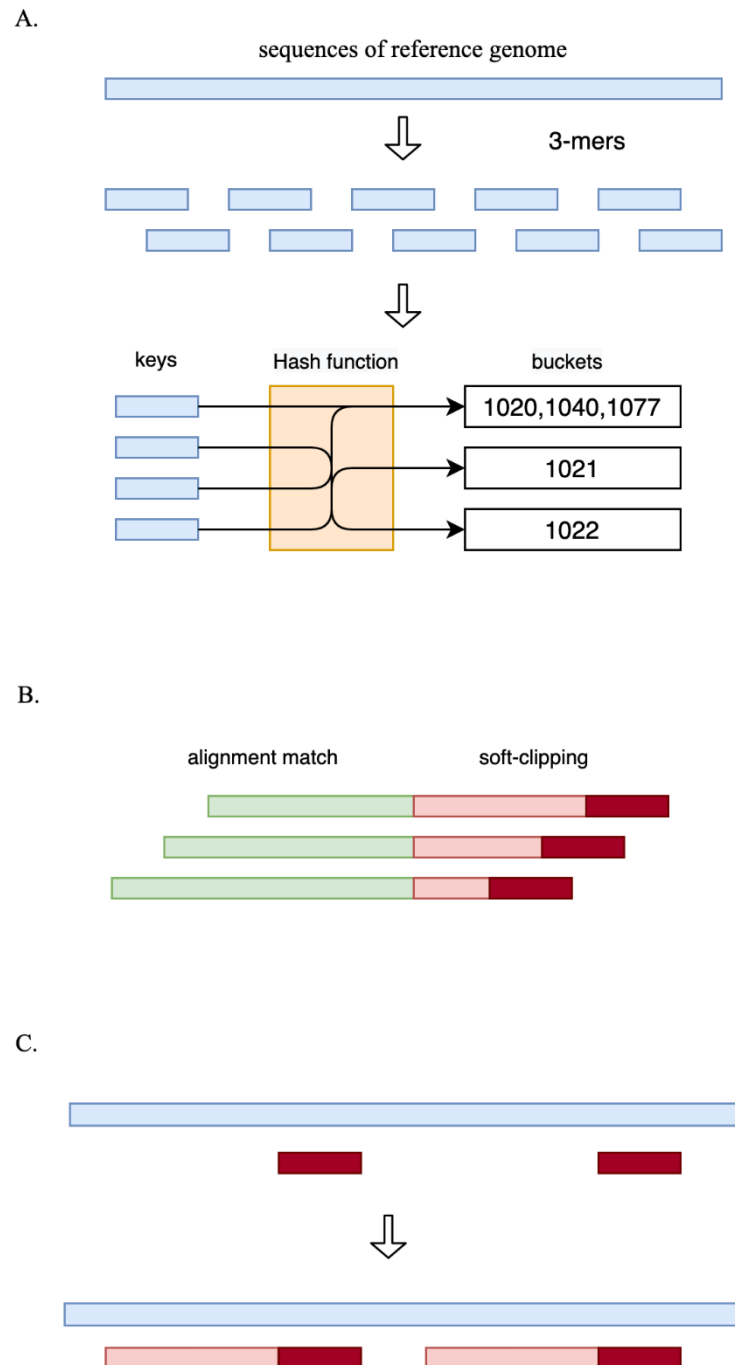 A.
sequences of reference genome
3-mers
keys Hash function buckets
1020,1040,1077
1021
1022
B.
alignment match soft-clipping
C.